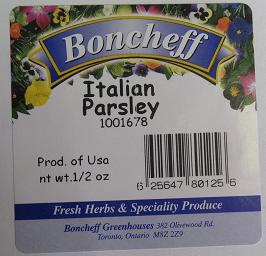 Boncheff
Italian
Parsley
1001678
Prod. of Usa
nt wt.1/2 oz
6 25647 80125 6
Fresh Herbs & Speciality Produce
Boncheff Greenhouses 382 Olivewood Rd.
Toronto, Ontario M8Z 2Z9